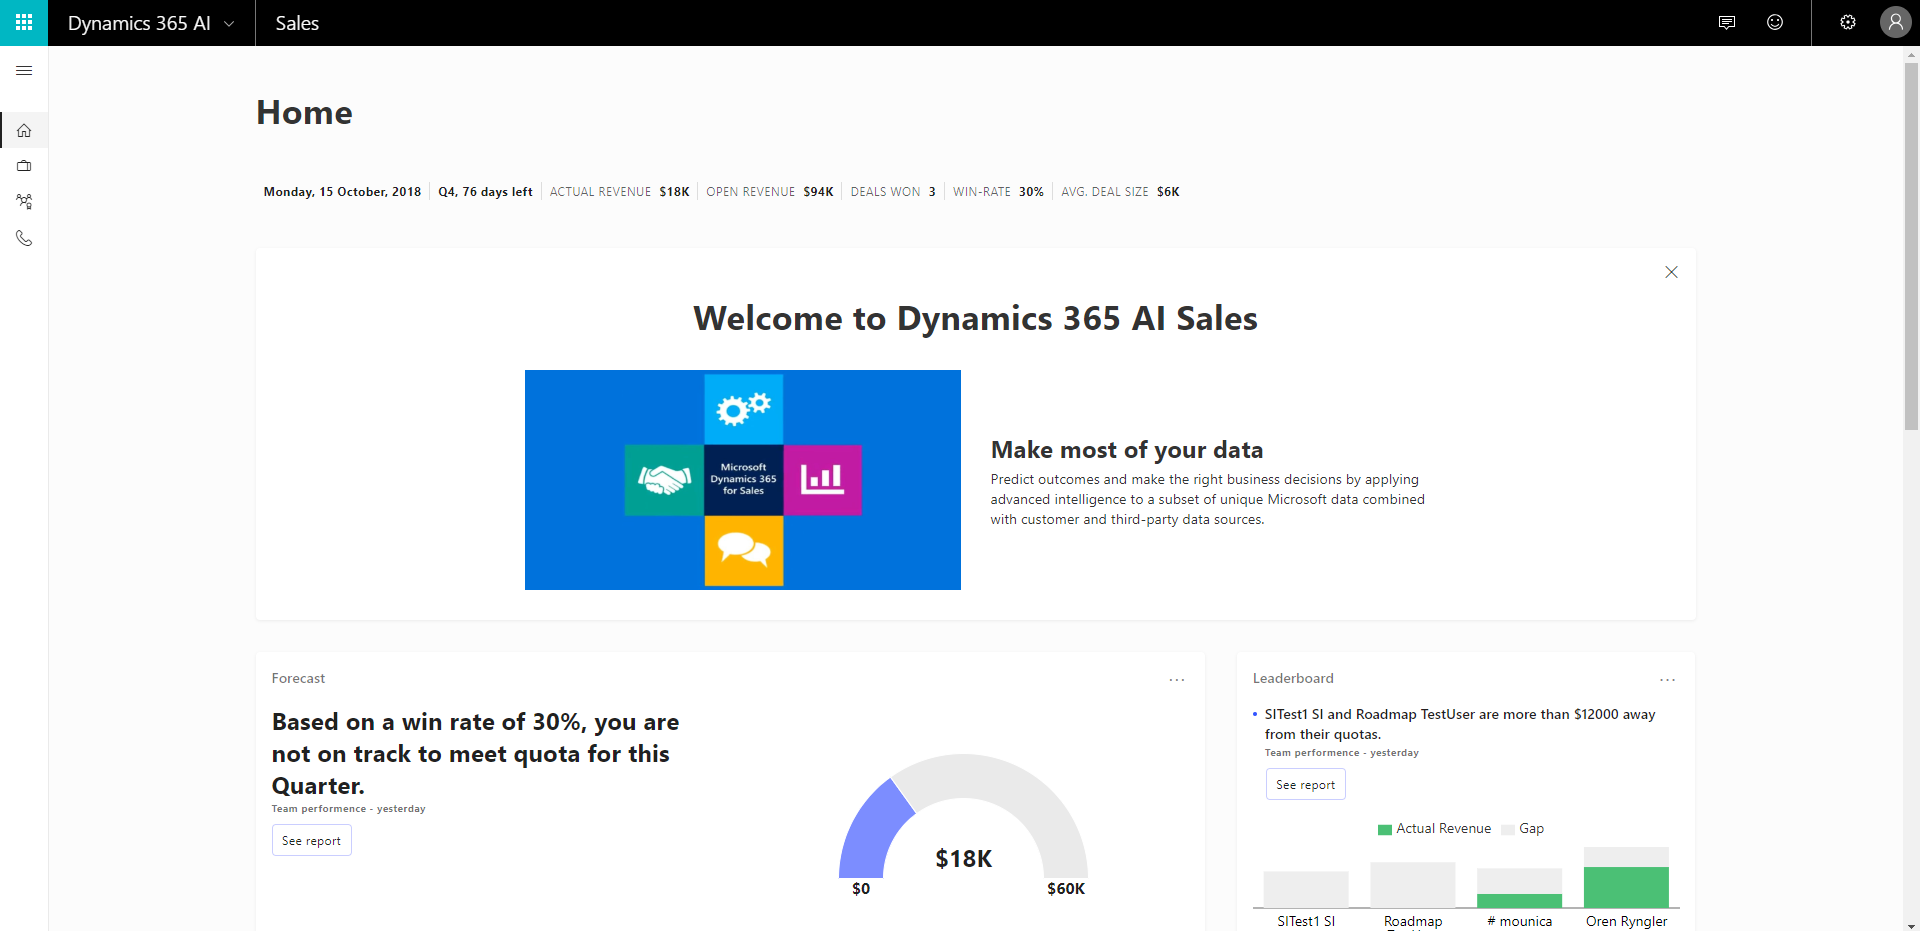 Dynamics 365 AI
Sales
Home
Monday, 15 October, 2018 Q4, 76 days left ACTUAL REVENUE $18K OPEN REVENUE $94K DEALS WON 3 WIN-RATE 30% AVG. DEAL SIZE $6K
Welcome to Dynamics 365 AI Sales
Microsoft
Dynamics 365
for Sales
Make most of your data
Predict outcomes and make the right business decisions by applying
advanced intelligence to a subset of unique Microsoft data combined
with customer and third-party data sources.
Forecast
Based on a win rate of 30%, you are
not on track to meet quota for this
Quarter.
Team performence - yesterday
See report
$18K
$0 $60K
Leaderboard
SITest1 SI and Roadmap TestUser are more than $12000 away
from their quotas.
Team performence - yesterday
See report
Actual Revenue Gap
SITest1 SI Roadmap # mounica Oren Ryngler